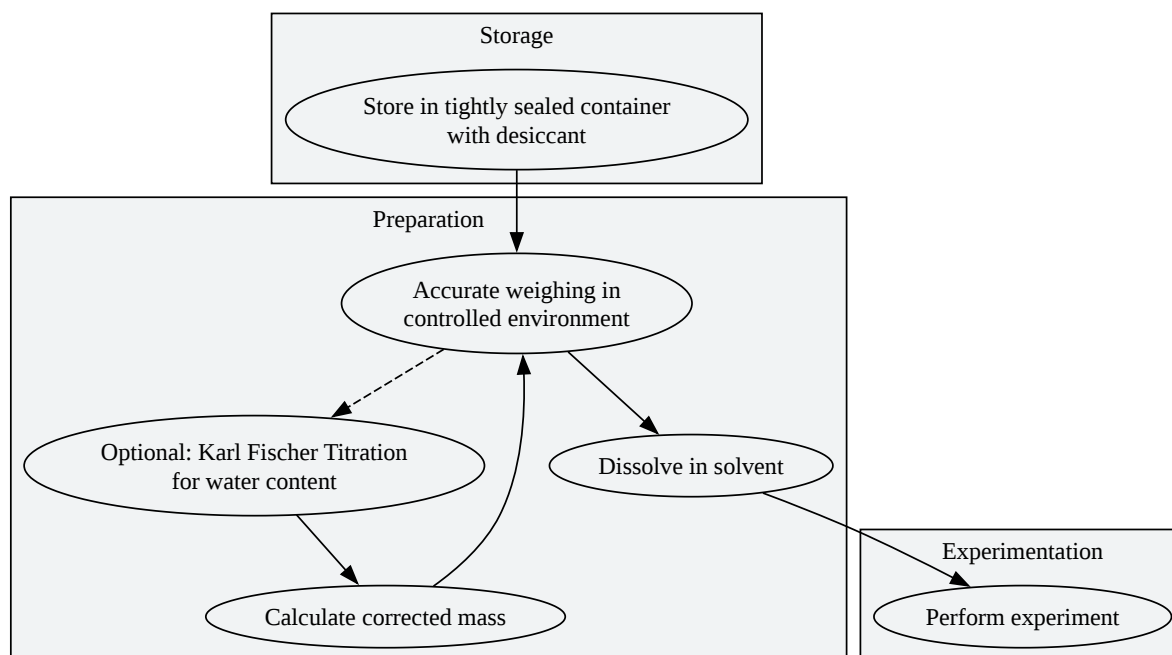 Storage
Store in tightly sealed container
with desiccant
Preparation
Accurate weighing in
controlled environment
Optional: Karl Fischer Titration
for water content
Dissolve in solvent
Calculate corrected mass
Experimentation
Perform experiment